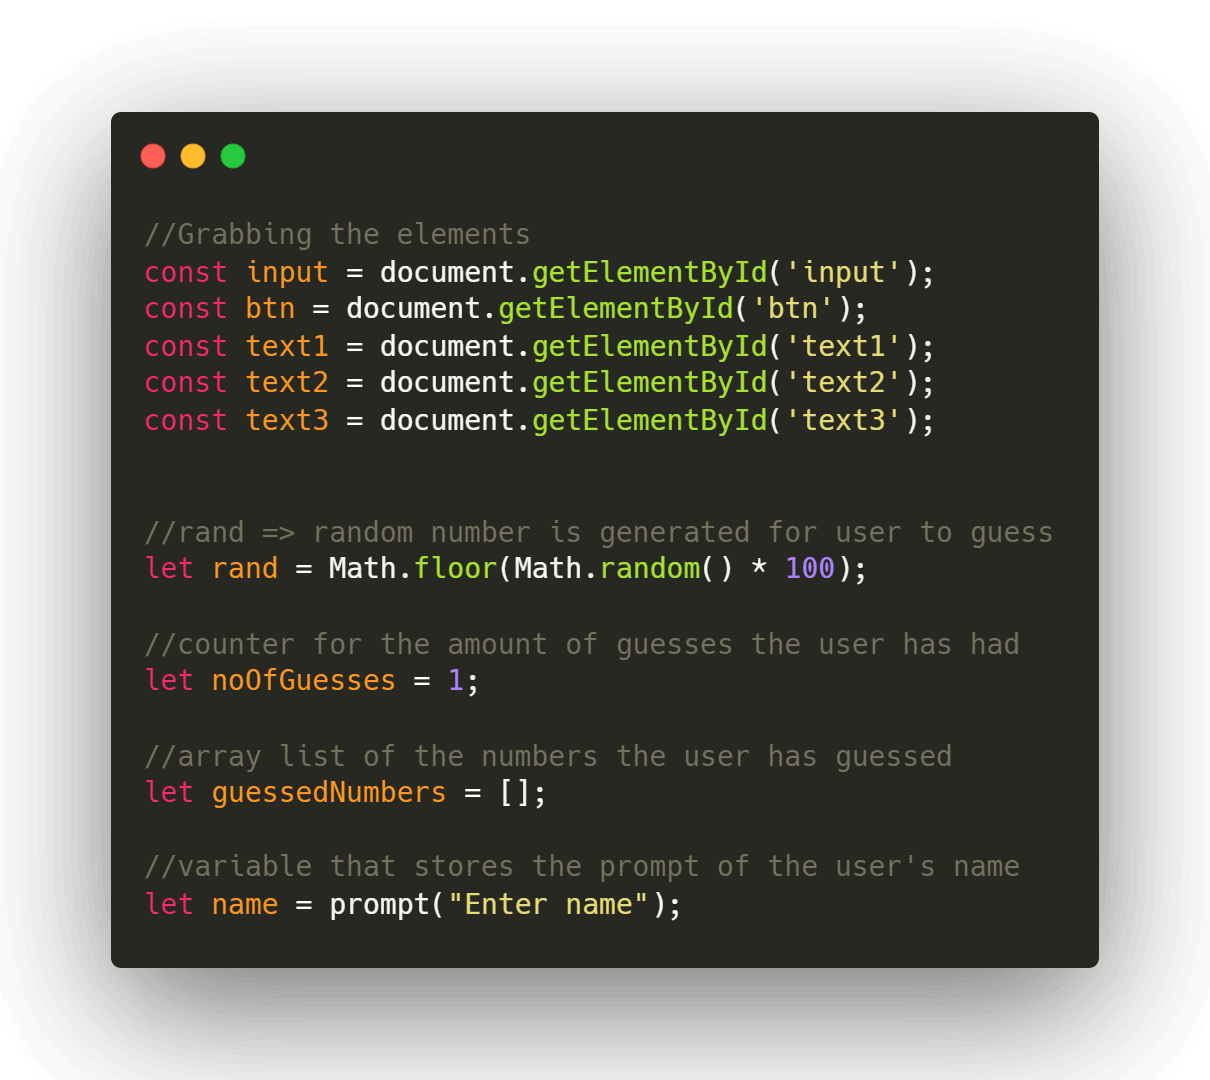 //Grabbing the elements
const input = document.getElementById('input');
const btn = document.getElementById('btn');
const text1 = document.getElementById('text1');
const text2 = document.getElementById('text2');
const text3 = document.getElementById('text3');
//rand => random number is generated for user to guess
let rand = Math.floor(Math.random() * 100);
//counter for the amount of guesses the user has had
let noOfGuesses = 1;
//array list of the numbers the user has guessed
let guessedNumbers = [];
//variable that stores the prompt of the user's name
let name = prompt("Enter name");